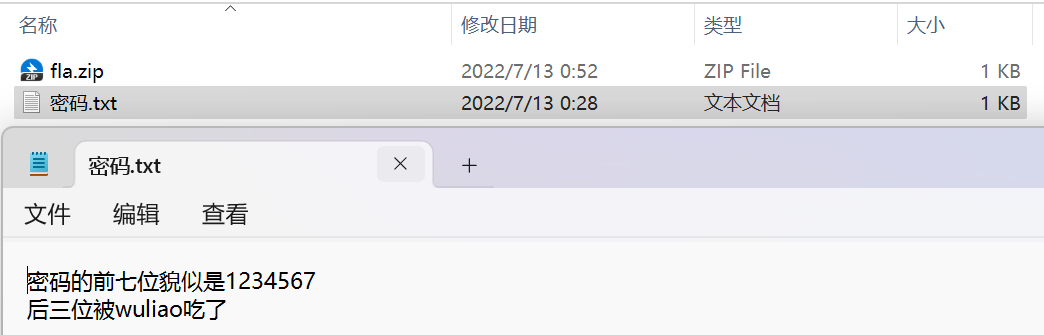 名称 修改日期 类型 大小
fla.zip 2022/7/13 0:52 ZIP File 1 KB
密码.txt 2022/7/13 0:28 文本文档 1 KB
密码.txt
文件 编辑 查看
密码的前七位貌似是1234567
后三位被wuliao吃了